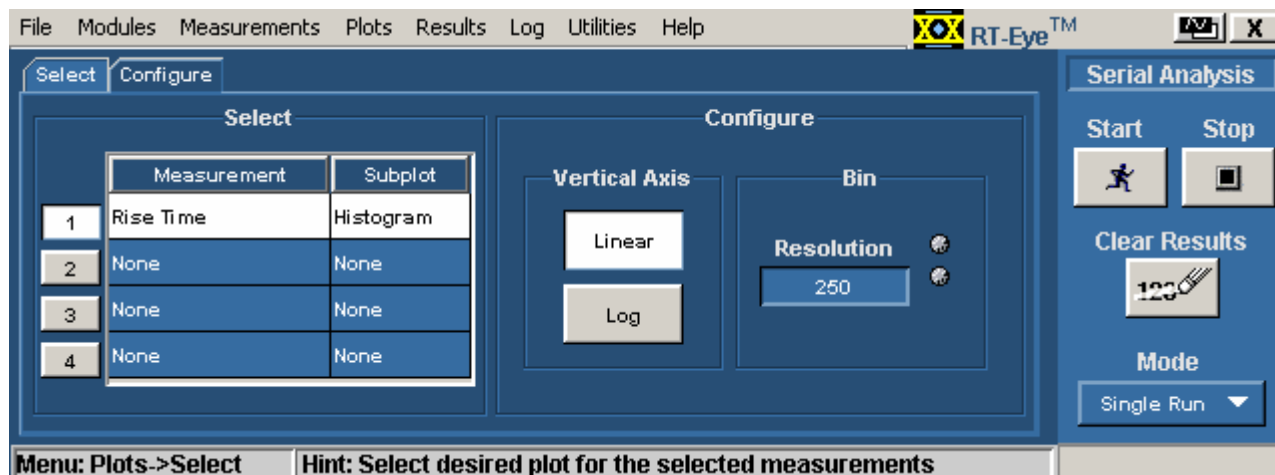 File Modules Measurements Plots Results Log Utilities Help RT-Eye™ X
Select Configure
Serial Analysis
Select
Configure
Start Stop
Measurement Subplot
1 Rise Time Histogram
2 None None
3 None None
4 None None
Vertical Axis
Linear
Log
Bin
Resolution
250
Clear Results
123
Mode
Single Run
Menu: Plots->Select
Hint: Select desired plot for the selected measurements